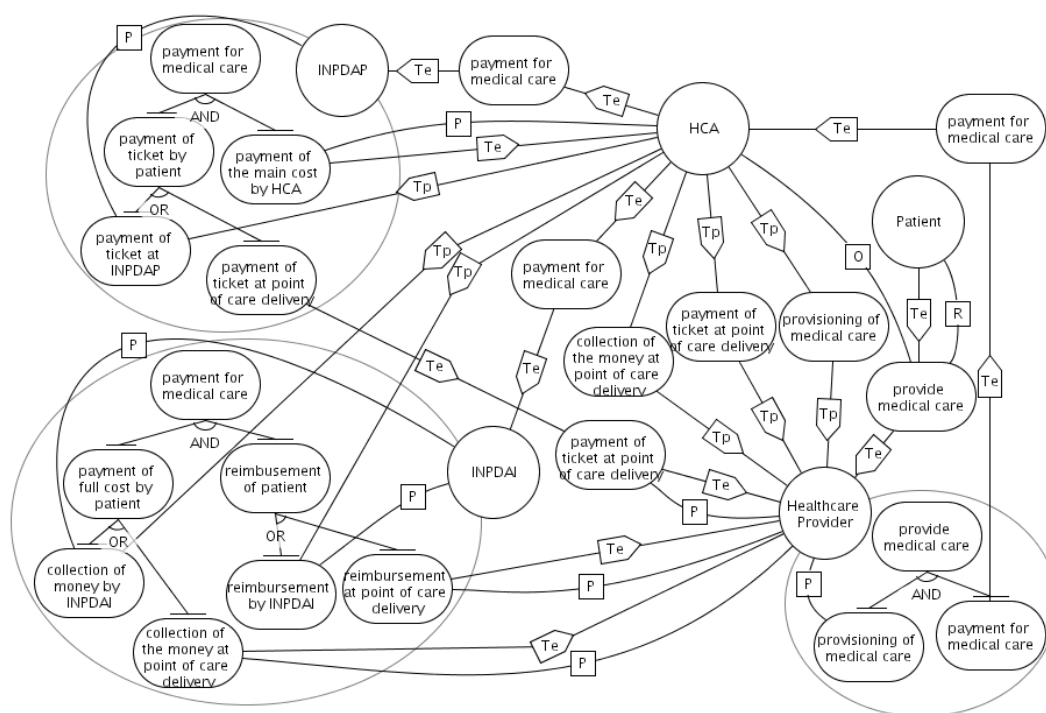 P
payment for
medical care
INPDAP
Te
payment for
medical care
Te
HCA
Te
payment for
medical care
AND
payment of
ticket by
patient
payment of
the main cost
by HCA
P
Te
Tp
OR
payment of
ticket at
INPDAP
payment of
ticket at point
of care delivery
Te
Tp
Tp
payment for
medical care
Te
Tp
Tp
Tp
O
Patient
Te
R
Te
collection of
the money at
point of care
delivery
payment of
ticket at point
of care delivery
provisioning of
medical care
provide
medical care
Te
Te
Tp
Tp
Tp
P
payment for
medical care
AND
payment of
full cost by
patient
reimbusement
of patient
INPDAI
payment of
ticket at point
of care delivery
Te
P
Healthcare
Provider
P
OR
OR
collection of
money by
INPDAI
reimbursement
by INPDAI
reimbursement
at point of care
delivery
Te
P
collection of
the money at
point of care
delivery
Te
P
P
provide
medical care
AND
provisioning of
medical care
payment for
medical care